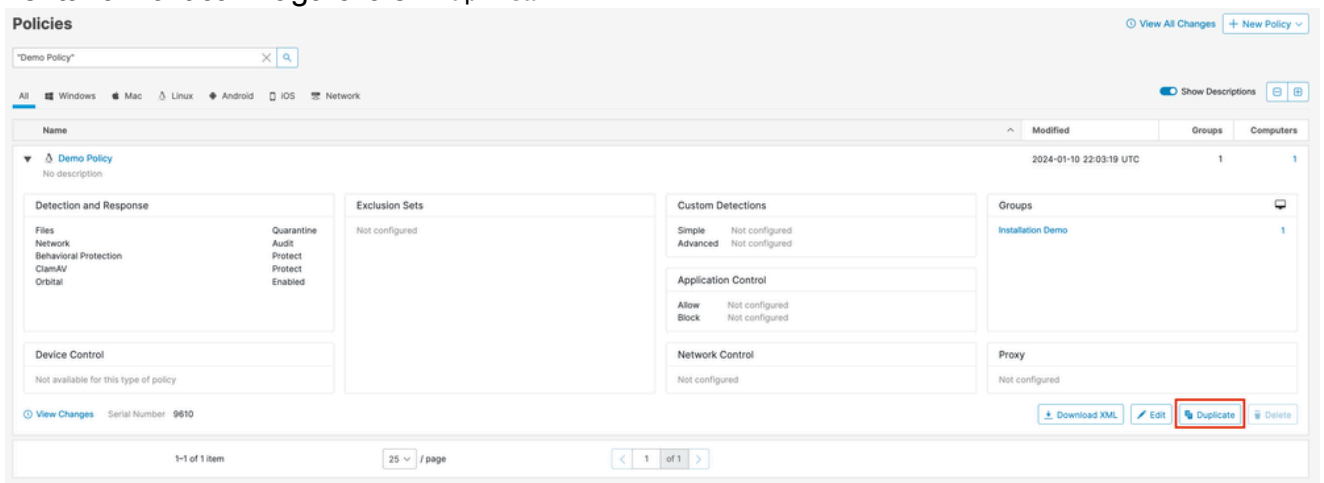 Policies
View All Changes
+ New Policy
"Demo Policy"
All Windows Mac Linux Android iOS Network
Show Descriptions
Name Modified Groups Computers
Demo Policy 2024-01-10 22:03:19 UTC 1 1
No description
Detection and Response
Files Quarantine
Network Audit
Behavioral Protection Protect
ClamAV Protect
Orbital Enabled
Exclusion Sets
Not configured
Custom Detections
Simple Not configured
Advanced Not configured
Application Control
Allow Not configured
Block Not configured
Groups
Installation Demo 1
Device Control
Not available for this type of policy
Network Control
Not configured
Proxy
Not configured
View Changes Serial Number 9610
Download XML Edit Duplicate Delete
1-1 of 1 item 25 / page 1 of 1